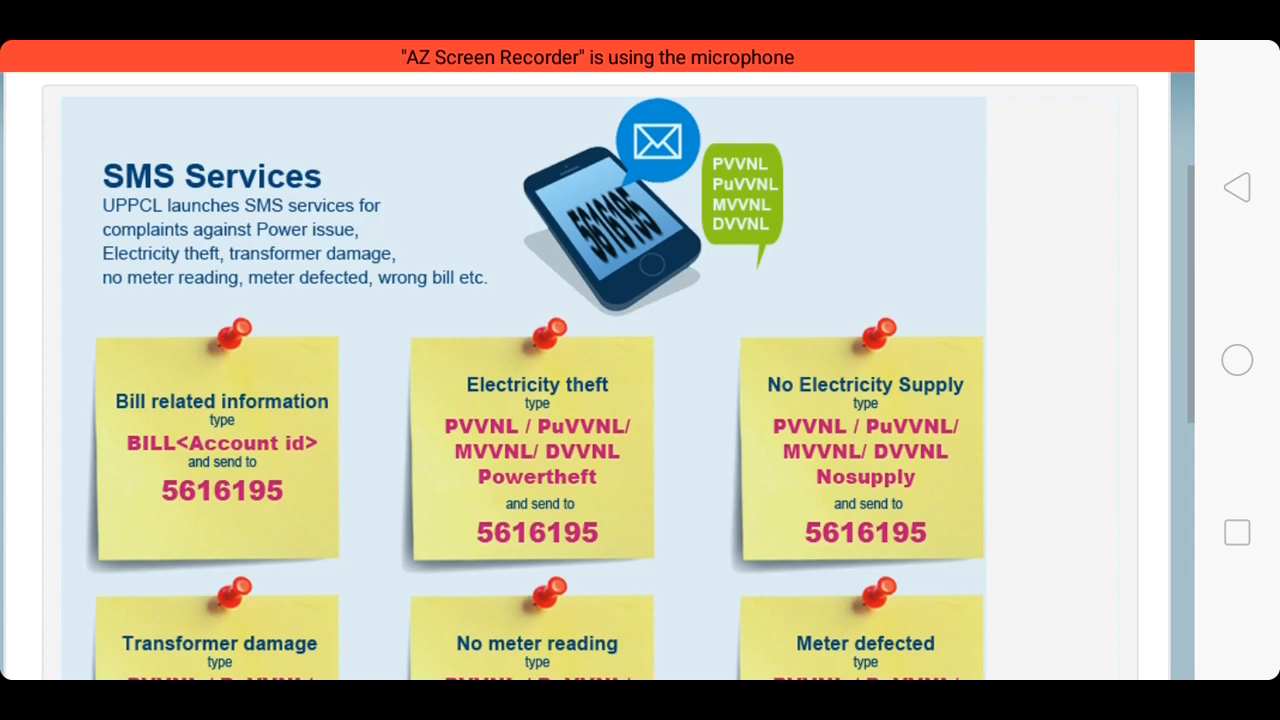 "AZ Screen Recorder" is using the microphone
SMS Services
UPPCL launches SMS services for
complaints against Power issue,
Electricity theft, transformer damage,
no meter reading, meter defected, wrong bill etc.
5616195
PVVNL
PuVVNL
MVVNL
DVVNL
Bill related information
type
BILL<Account id>
and send to
5616195
Electricity theft
type
PVVNL / PuVVNL/
MVVNL/ DVVNL
Powertheft
and send to
5616195
No Electricity Supply
type
PVVNL / PuVVNL/
MVVNL/ DVVNL
Nosupply
and send to
5616195
Transformer damage
type
No meter reading
type
Meter defected
type